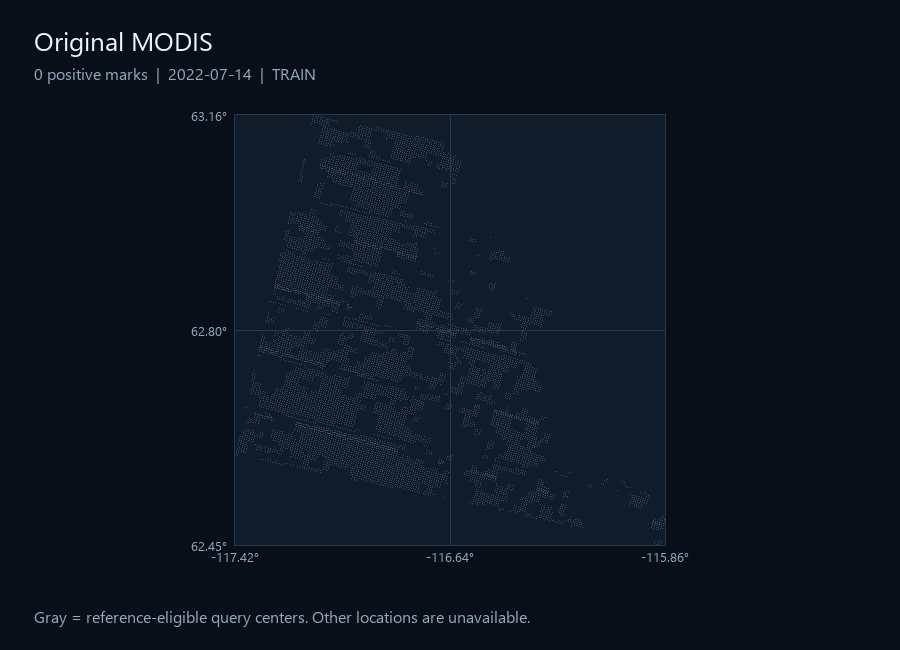 Original MODIS
0 positive marks | 2022-07-14 | TRAIN
63.16°
62.80°
62.45°
-117.42°
-116.64°
-115.86°
Gray = reference-eligible query centers. Other locations are unavailable.